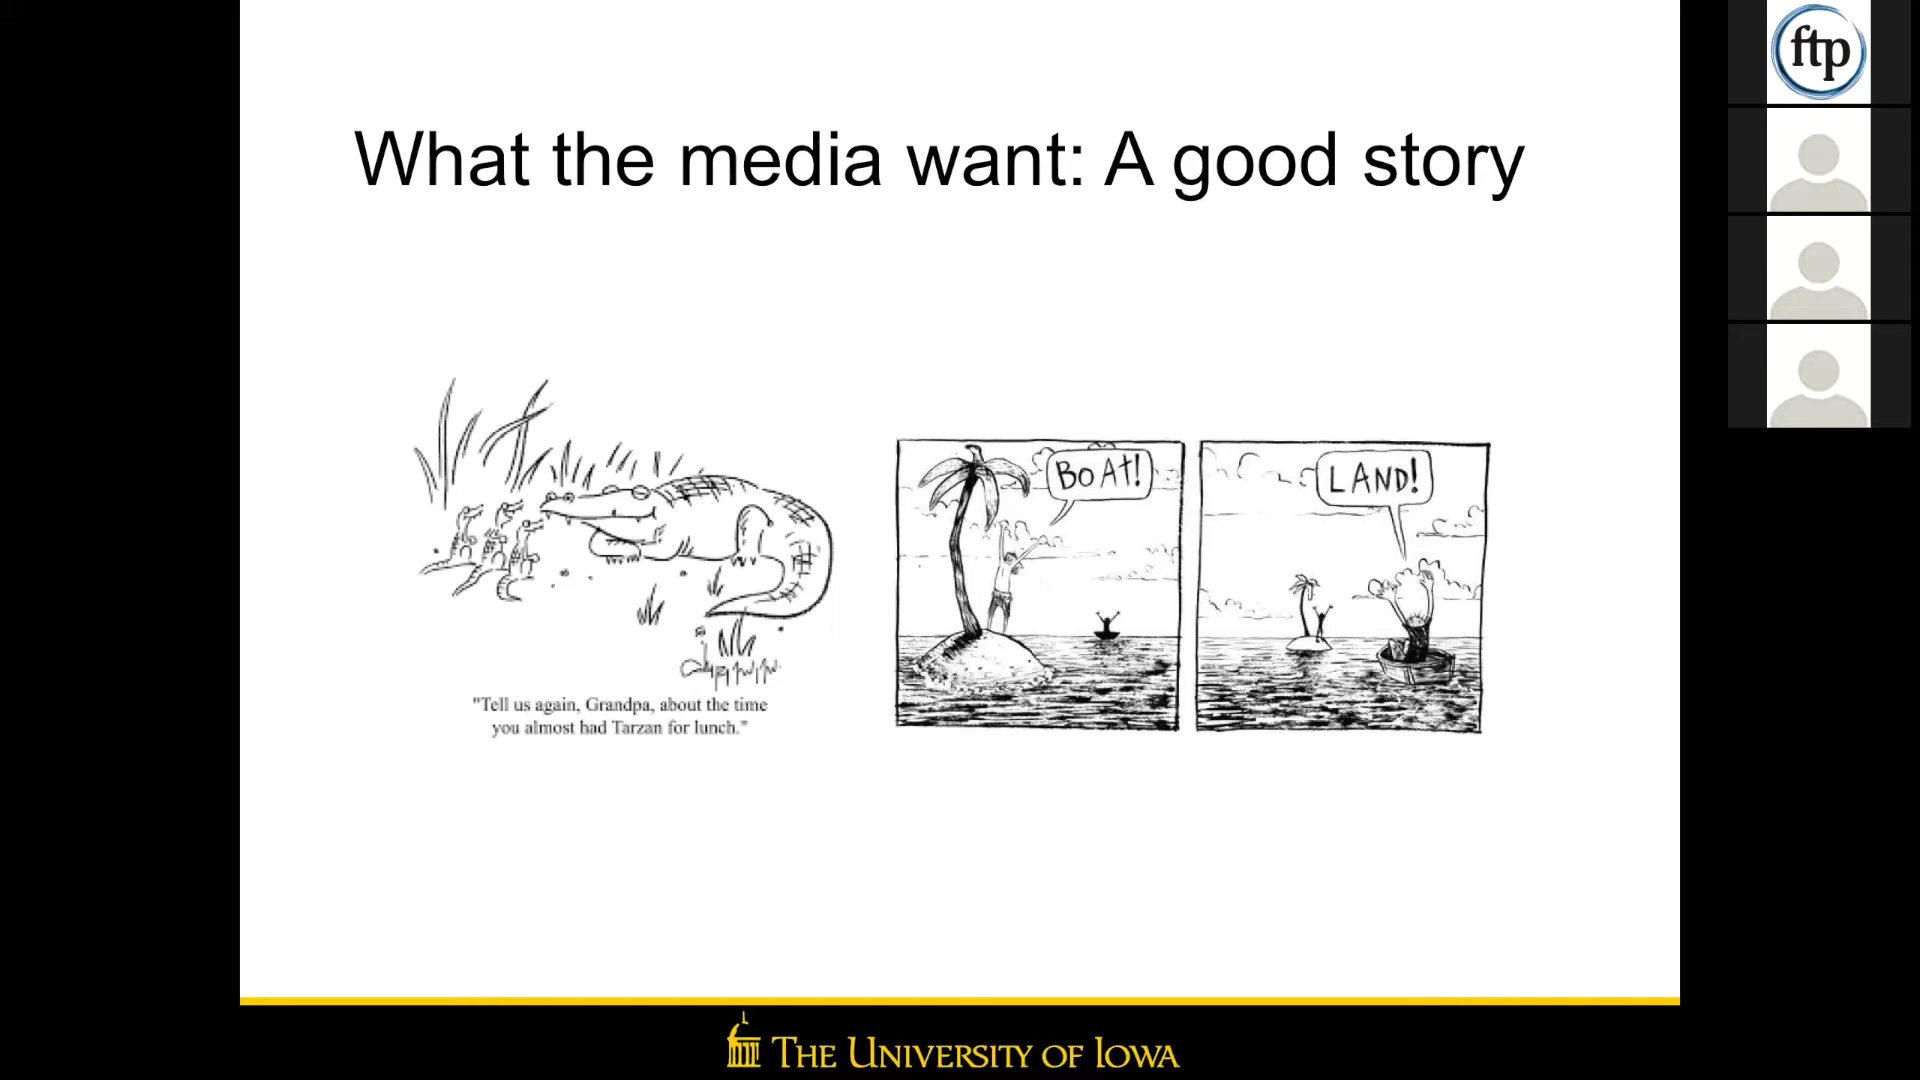 What the media want: A good story
ftp
BOAt!
LAND!
"Tell us again, Grandpa, about the time
you almost had Tarzan for lunch."
THE UNIVERSITY OF IOWA